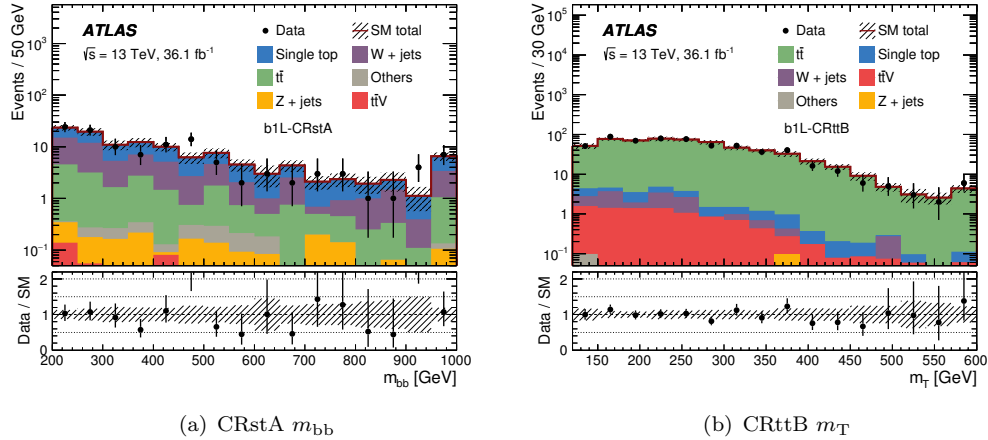 ATLAS
√s = 13 TeV, 36.1 fb⁻¹
Data
SM total
Single top
W + jets
tt̄
Others
Z + jets
tt̄V
b1L-CRstA
Events / 50 GeV
10³
10²
10
1
10⁻¹
Data / SM
2
1
0
200 300 400 500 600 700 800 900 1000
m_bb [GeV]
(a) CRstA m_bb
ATLAS
√s = 13 TeV, 36.1 fb⁻¹
Data
SM total
tt̄
Single top
W + jets
tt̄V
Others
Z + jets
b1L-CRttB
Events / 30 GeV
10⁵
10⁴
10³
10²
10
1
10⁻¹
Data / SM
2
1
0
150 200 250 300 350 400 450 500 550 600
m_T [GeV]
(b) CRttB m_T